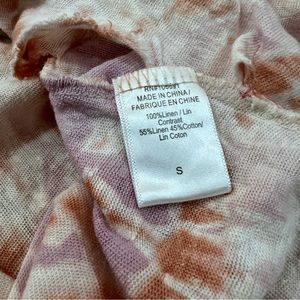 MADE IN CHINA /
FABRIQUE EN CHINE
100%Linen / Lin
Contrast
55%Linen 45%Cotton/
Lin Coton
S